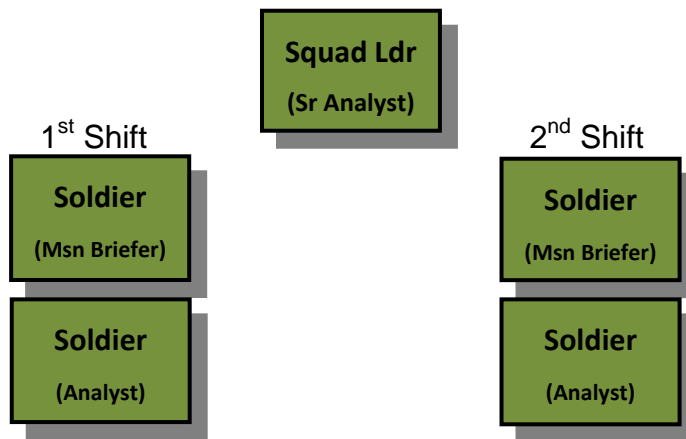 Squad Ldr
(Sr Analyst)
1st Shift
Soldier
(Msn Briefer)
Soldier
(Analyst)
2nd Shift
Soldier
(Msn Briefer)
Soldier
(Analyst)